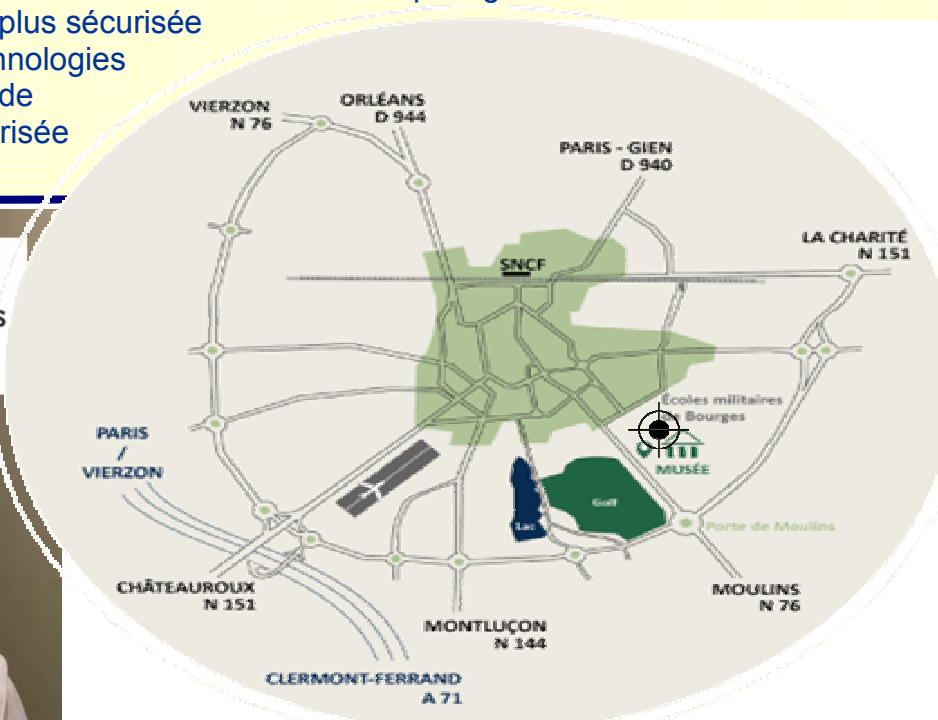 plus sécurisée
hnologies
de
risée
S
VIERZON
N 76
ORLÉANS
D 944
PARIS - GIEN
D 940
LA CHARITÉ
N 151
SNCF
Écoles militaires
de Bourges
MUSÉE
PARIS
/
VIERZON
Golf
Lac
Porte de Moulins
CHÂTEAUROUX
N 151
MOULINS
N 76
MONTLUÇON
N 144
CLERMONT-FERRAND
A 71